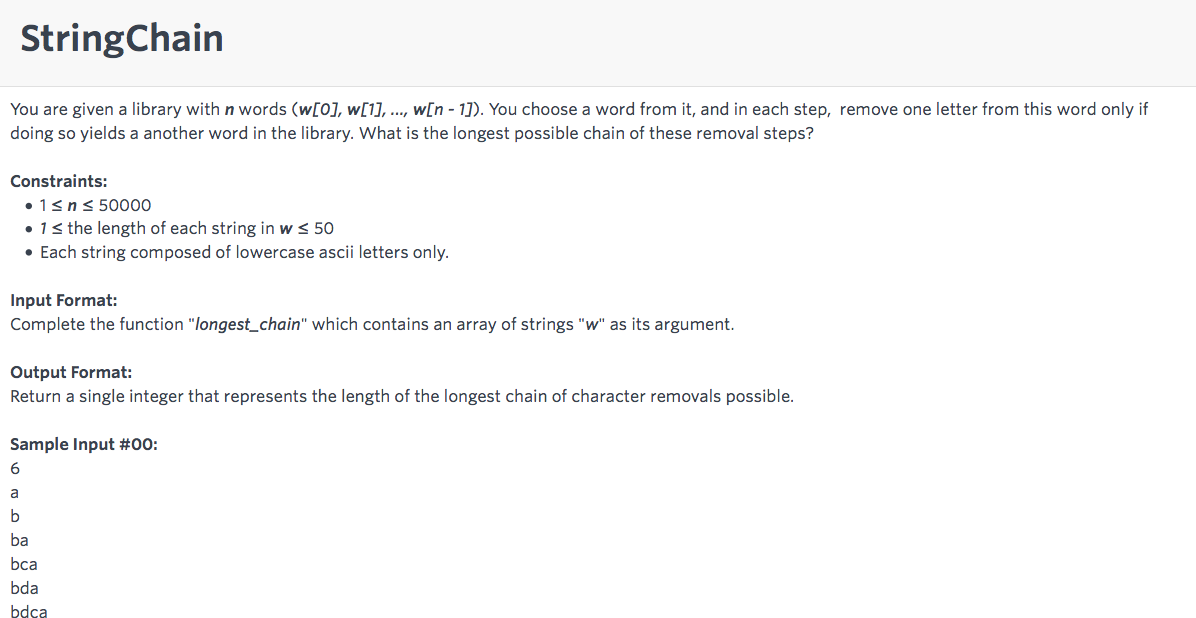 StringChain
You are given a library with n words (w[0], w[1], ..., w[n - 1]). You choose a word from it, and in each step,  remove one letter from this word only if
doing so yields a another word in the library. What is the longest possible chain of these removal steps?
Constraints:
• 1 ≤ n ≤ 50000
• 1 ≤ the length of each string in w ≤ 50
• Each string composed of lowercase ascii letters only.
Input Format:
Complete the function "longest_chain" which contains an array of strings "w" as its argument.
Output Format:
Return a single integer that represents the length of the longest chain of character removals possible.
Sample Input #00:
6
a
b
ba
bca
bda
bdca